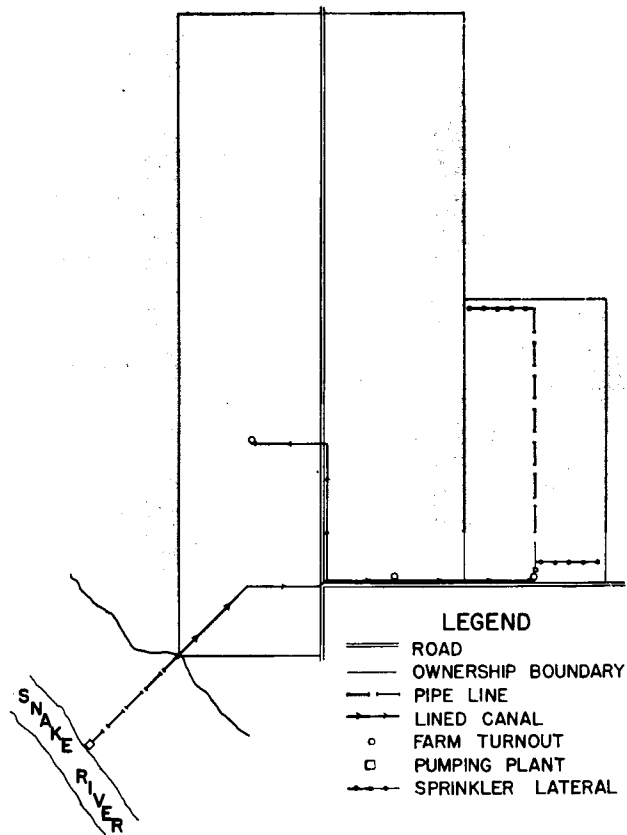 SNAKE RIVER
LEGEND
ROAD
OWNERSHIP BOUNDARY
PIPE LINE
LINED CANAL
FARM TURNOUT
PUMPING PLANT
SPRINKLER LATERAL